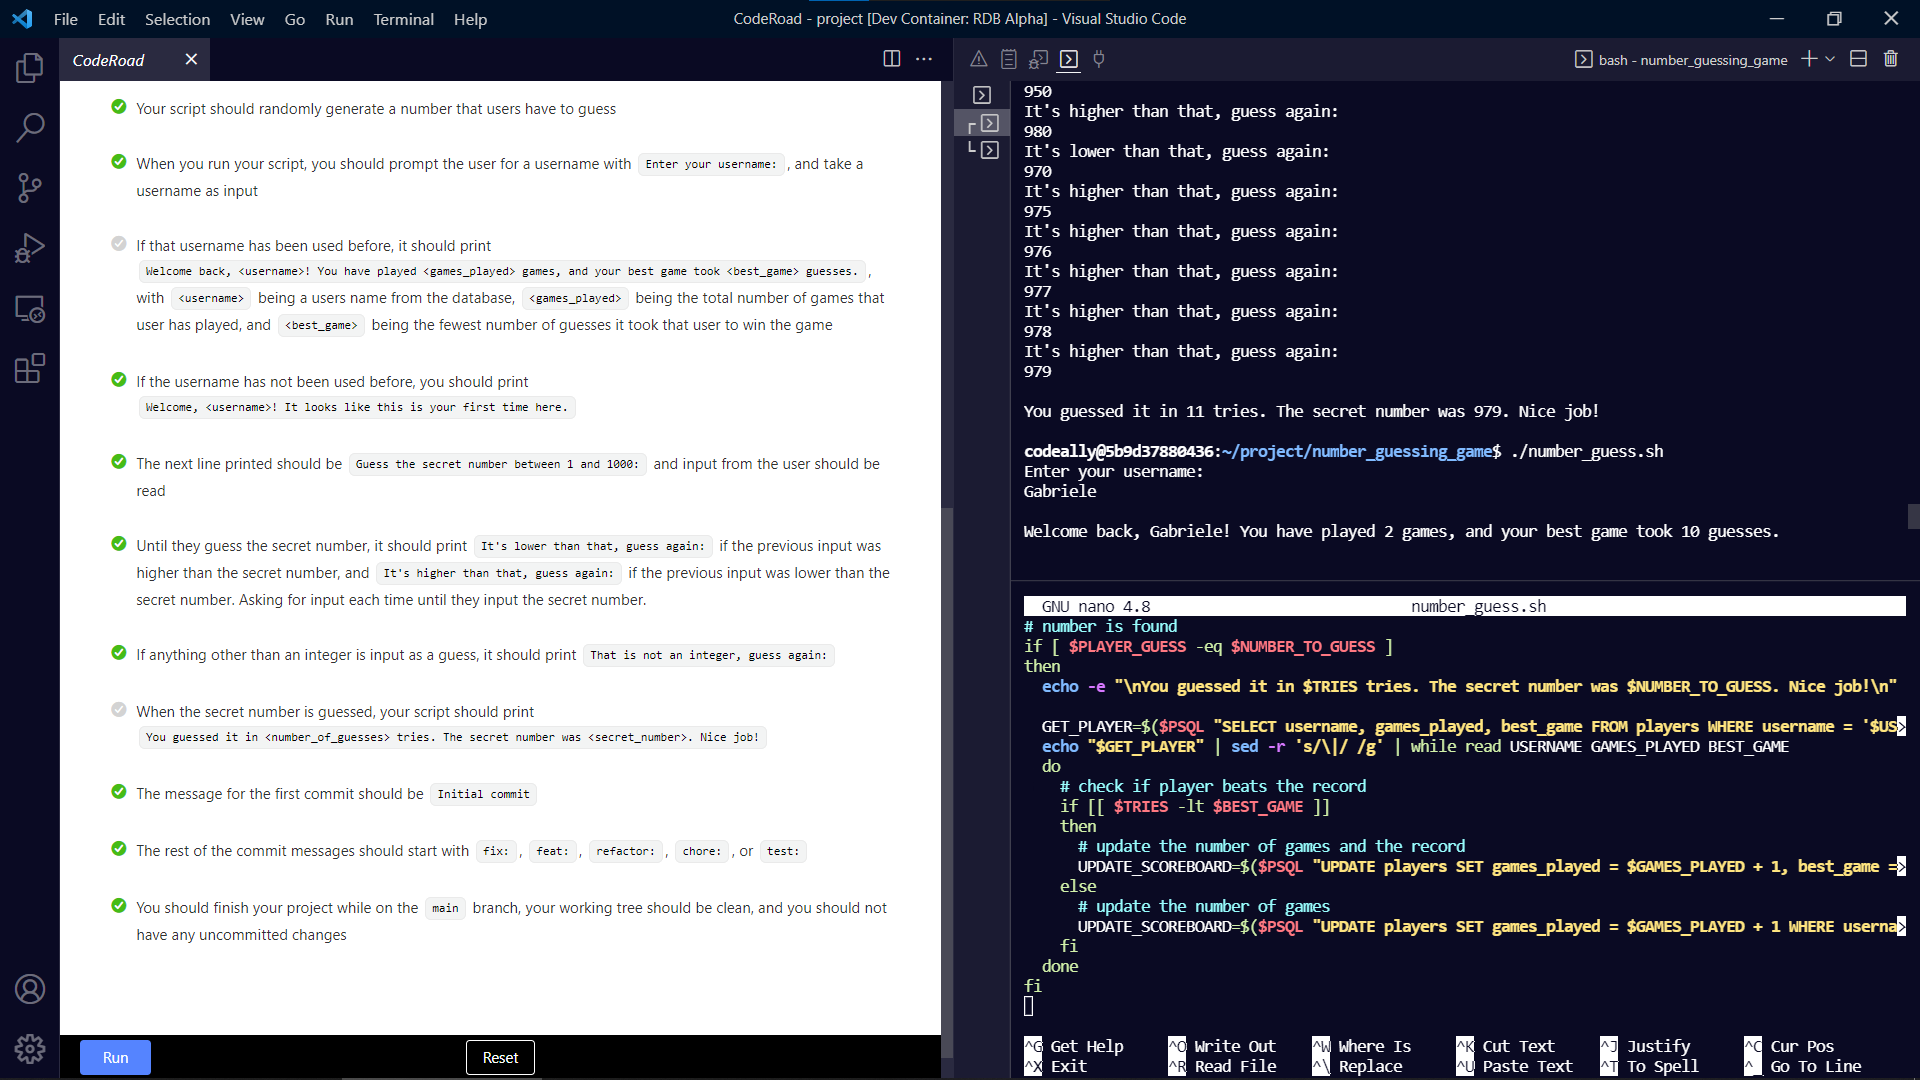 File Edit Selection View Go Run Terminal Help
CodeRoad - project [Dev Container: RDB Alpha] - Visual Studio Code
CodeRoad
Your script should randomly generate a number that users have to guess
When you run your script, you should prompt the user for a username with Enter your username: , and take a
username as input
If that username has been used before, it should print
Welcome back, <username>! You have played <games_played> games, and your best game took <best_game> guesses. ,
with <username> being a users name from the database, <games_played> being the total number of games that
user has played, and <best_game> being the fewest number of guesses it took that user to win the game
If the username has not been used before, you should print
Welcome, <username>! It looks like this is your first time here.
The next line printed should be Guess the secret number between 1 and 1000: and input from the user should be
read
Until they guess the secret number, it should print It's lower than that, guess again: if the previous input was
higher than the secret number, and It's higher than that, guess again: if the previous input was lower than the
secret number. Asking for input each time until they input the secret number.
If anything other than an integer is input as a guess, it should print That is not an integer, guess again:
When the secret number is guessed, your script should print
You guessed it in <number_of_guesses> tries. The secret number was <secret_number>. Nice job!
The message for the first commit should be Initial commit
The rest of the commit messages should start with fix: , feat: , refactor: , chore: , or test:
You should finish your project while on the main branch, your working tree should be clean, and you should not
have any uncommitted changes
Run
Reset
bash - number_guessing_game
950
It's higher than that, guess again:
980
It's lower than that, guess again:
970
It's higher than that, guess again:
975
It's higher than that, guess again:
976
It's higher than that, guess again:
977
It's higher than that, guess again:
978
It's higher than that, guess again:
979
You guessed it in 11 tries. The secret number was 979. Nice job!
codeally@5b9d37880436:~/project/number_guessing_game$ ./number_guess.sh
Enter your username:
Gabriele
Welcome back, Gabriele! You have played 2 games, and your best game took 10 guesses.
GNU nano 4.8 number_guess.sh
# number is found
if [ $PLAYER_GUESS -eq $NUMBER_TO_GUESS ]
then
echo -e "\nYou guessed it in $TRIES tries. The secret number was $NUMBER_TO_GUESS. Nice job!\n"
GET_PLAYER=$($PSQL "SELECT username, games_played, best_game FROM players WHERE username = '$US>
echo "$GET_PLAYER" | sed -r 's/\|/ /g' | while read USERNAME GAMES_PLAYED BEST_GAME
do
# check if player beats the record
if [[ $TRIES -lt $BEST_GAME ]]
then
# update the number of games and the record
UPDATE_SCOREBOARD=$($PSQL "UPDATE players SET games_played = $GAMES_PLAYED + 1, best_game =>
else
# update the number of games
UPDATE_SCOREBOARD=$($PSQL "UPDATE players SET games_played = $GAMES_PLAYED + 1 WHERE userna>
fi
done
fi
^G Get Help ^O Write Out ^W Where Is ^K Cut Text ^J Justify ^C Cur Pos
^X Exit ^R Read File ^\ Replace ^U Paste Text ^T To Spell ^_ Go To Line